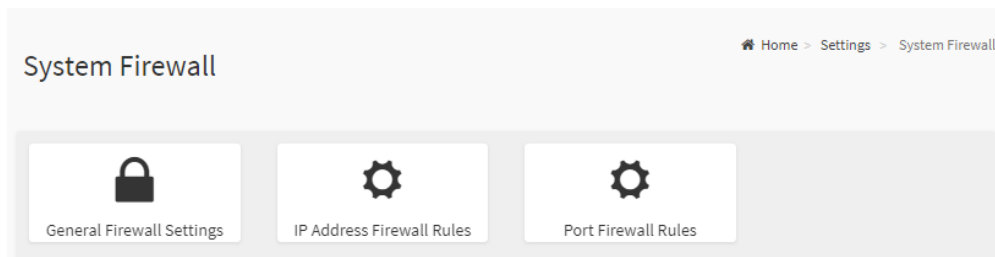 Home > Settings > System Firewall
System Firewall
General Firewall Settings
IP Address Firewall Rules
Port Firewall Rules